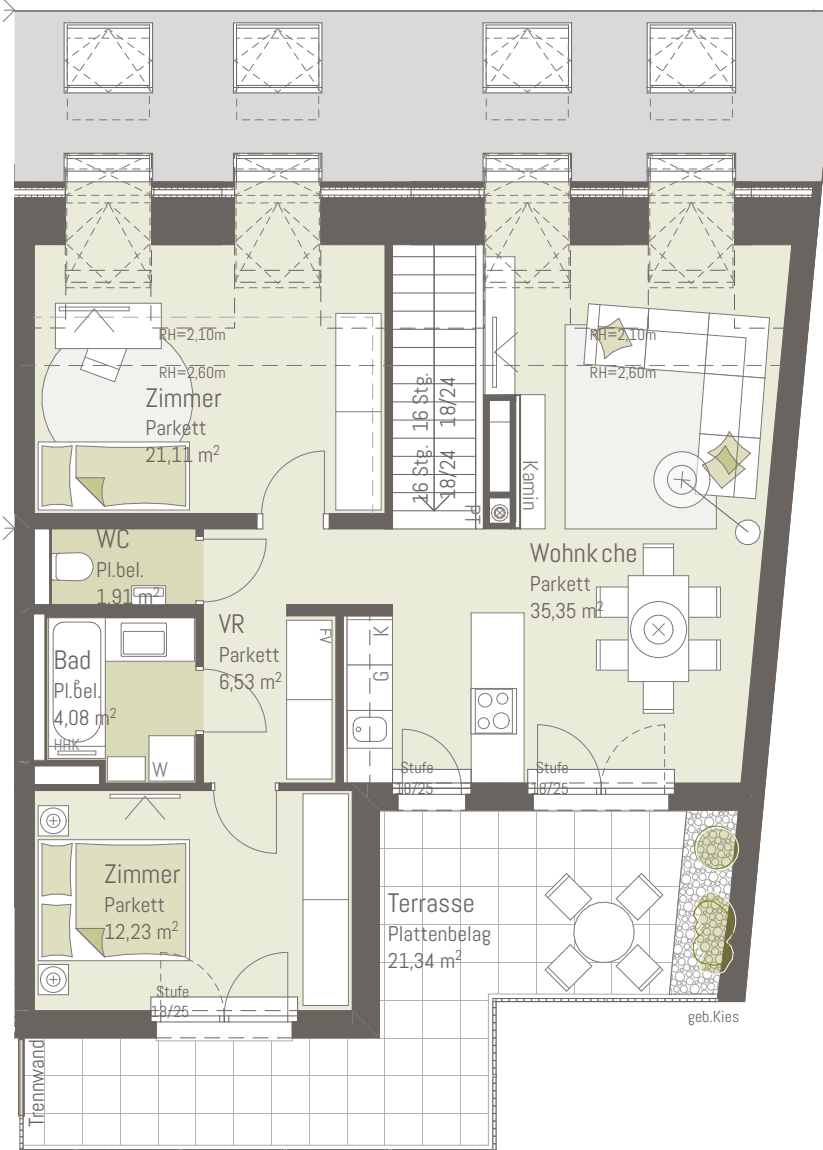 RH=2,10m
RH=2,60m
Zimmer
Parkett
21,11 m²
16 Stg.
18/24
16 Stg.
18/24
RH=2,10m
RH=2,60m
Kamin
PT
WC
Pl.bel.
1,91 m²
Wohnk che
Parkett
35,35 m²
VR
Parkett
6,53 m²
FV
K
G
Bad
Pl.bel.
4,08 m²
HHK
W
Stufe
18/25
Stufe
18/25
Zimmer
Parkett
12,23 m²
Terrasse
Plattenbelag
21,34 m²
Stufe
18/25
geb.Kies
Trennwand